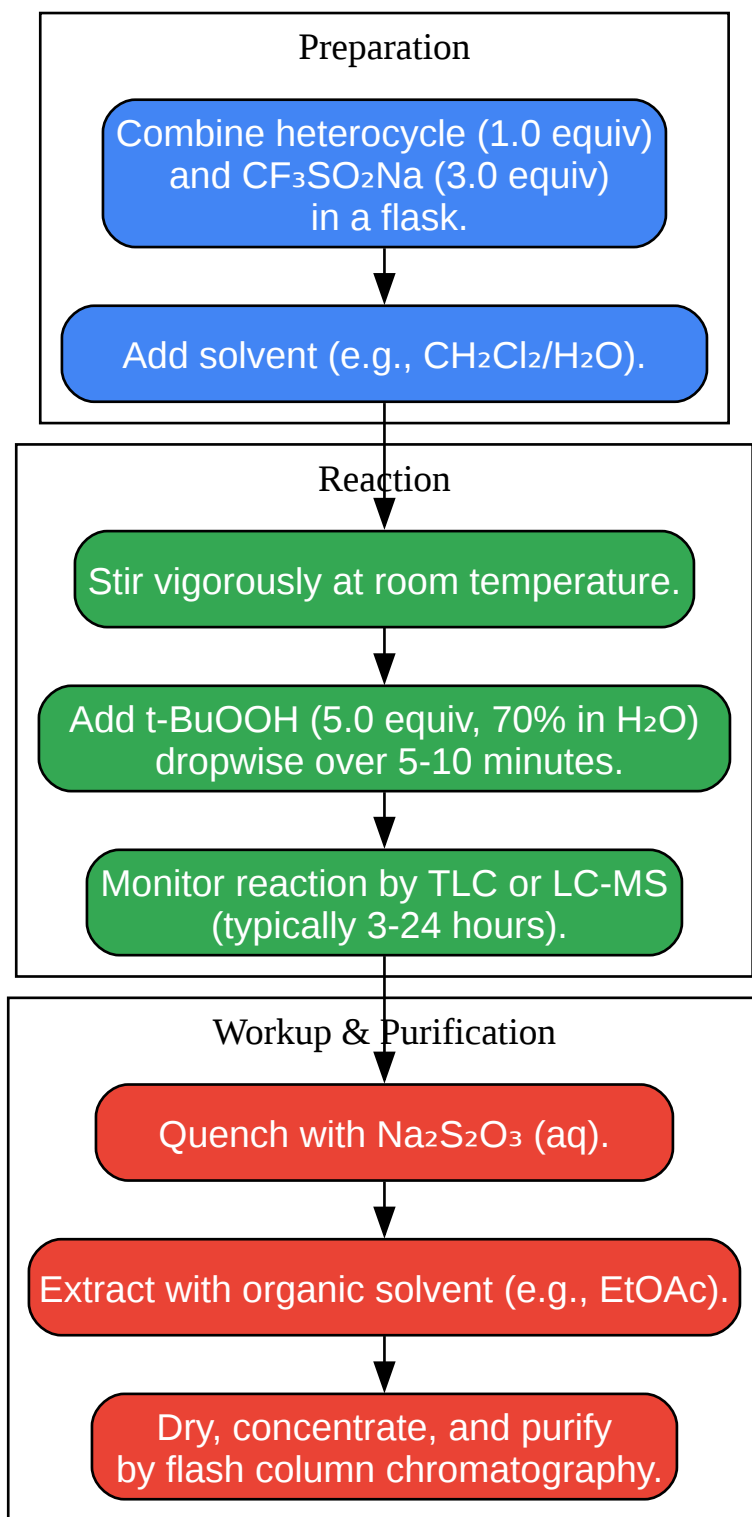 Preparation
Combine heterocycle (1.0 equiv)
and CF₃SO₂Na (3.0 equiv)
in a flask.
Add solvent (e.g., CH₂Cl₂/H₂O).
Reaction
Stir vigorously at room temperature.
Add t-BuOOH (5.0 equiv, 70% in H₂O)
dropwise over 5-10 minutes.
Monitor reaction by TLC or LC-MS
(typically 3-24 hours).
Workup & Purification
Quench with Na₂S₂O₃ (aq).
Extract with organic solvent (e.g., EtOAc).
Dry, concentrate, and purify
by flash column chromatography.